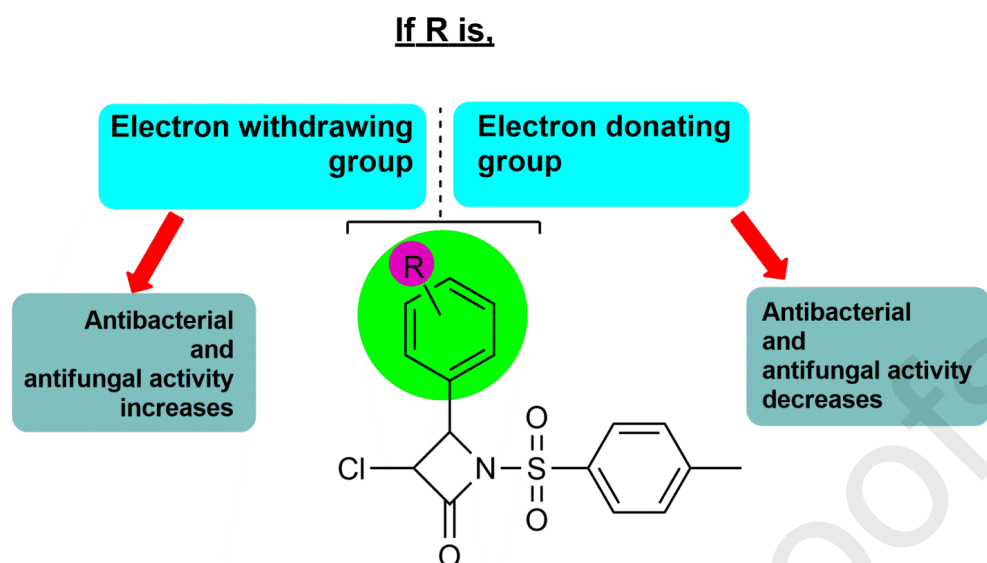 If R is,
Electron withdrawing
group
Electron donating
group
R
Antibacterial
and
antifungal activity
increases
Antibacterial
and
antifungal activity
decreases
O
Cl
N
S
O
O